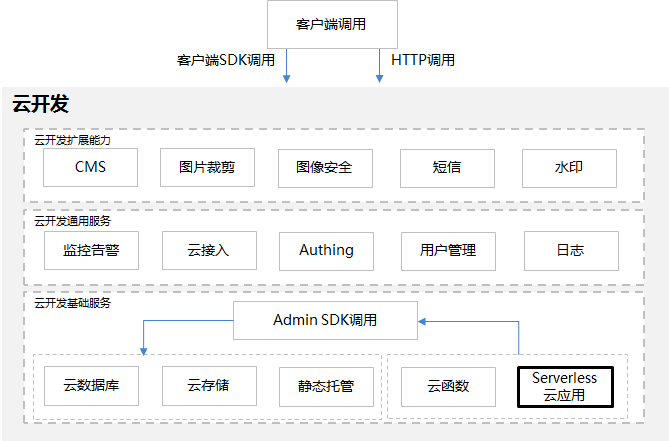 客户端调用
客户端SDK调用
HTTP调用
云开发
云开发扩展能力
CMS
图片裁剪
图像安全
短信
水印
云开发通用服务
监控告警
云接入
Authing
用户管理
日志
云开发基础服务
Admin SDK调用
云数据库
云存储
静态托管
云函数
Serverless
云应用